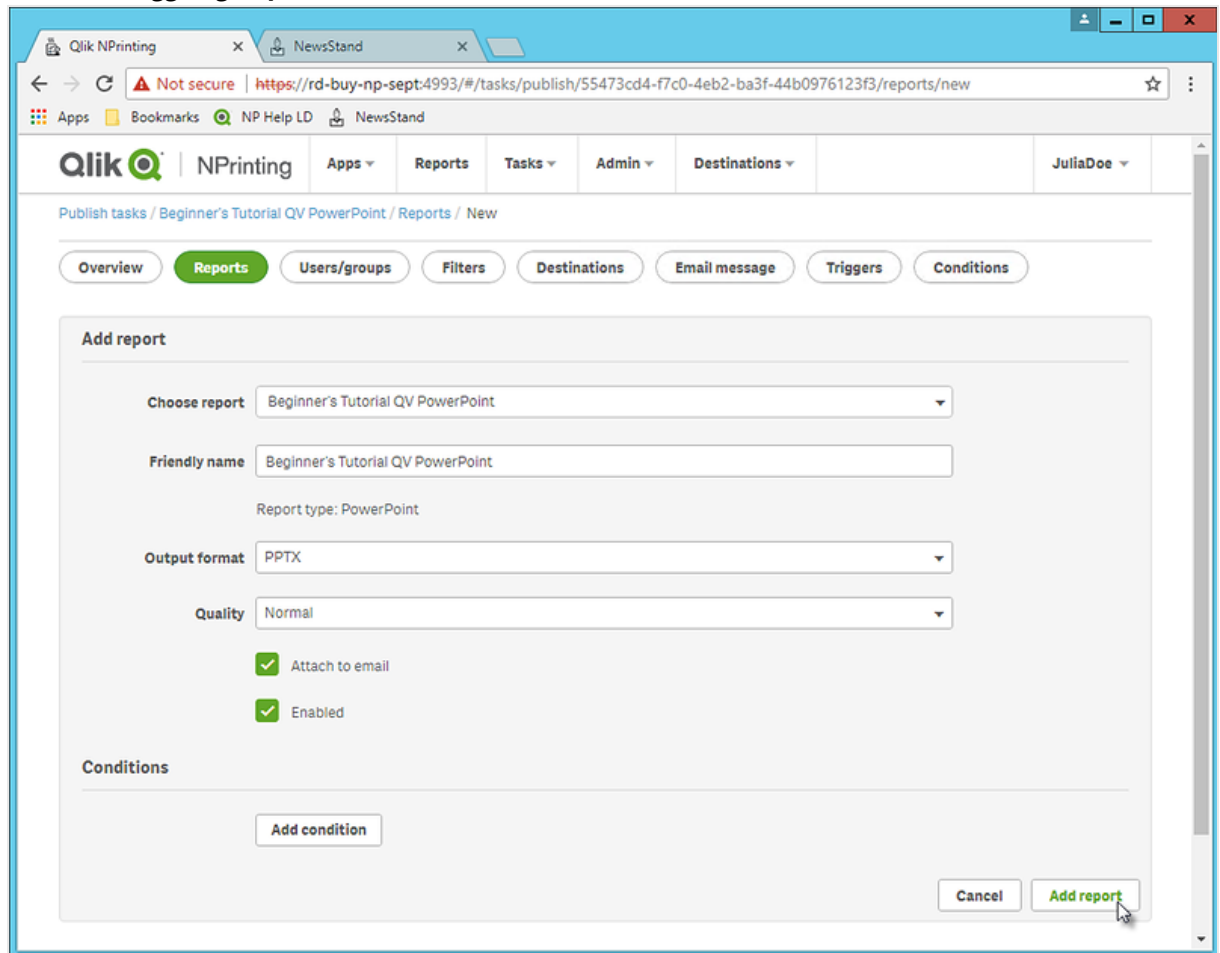 Qlik NPrinting
NewsStand
Not secure https://rd-buy-np-sept:4993/#/tasks/publish/55473cd4-f7c0-4eb2-ba3f-44b0976123f3/reports/new
Apps Bookmarks NP Help LD NewsStand
Qlik NPrinting Apps Reports Tasks Admin Destinations JuliaDoe
Publish tasks / Beginner's Tutorial QV PowerPoint / Reports / New
Overview Reports Users/groups Filters Destinations Email message Triggers Conditions
Add report
Choose report Beginner's Tutorial QV PowerPoint
Friendly name Beginner's Tutorial QV PowerPoint
Report type: PowerPoint
Output format PPTX
Quality Normal
Attach to email
Enabled
Conditions
Add condition
Cancel Add report